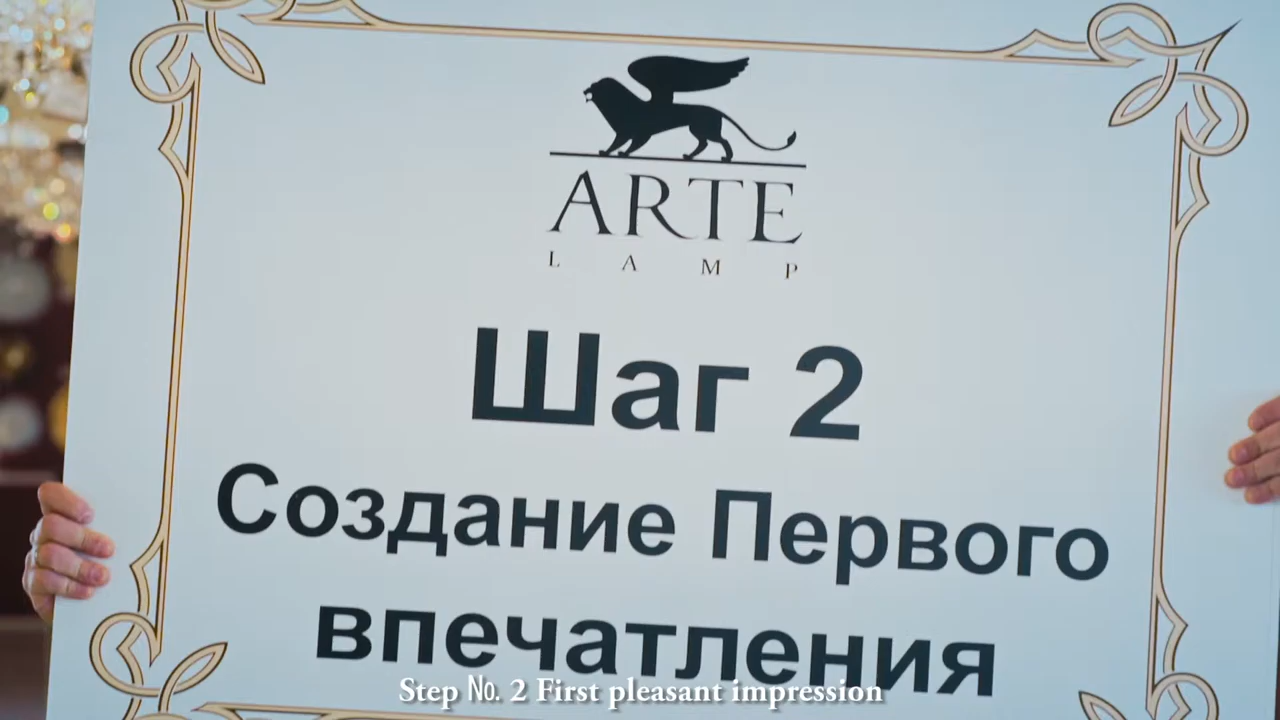 ARTE
LAMP
Шаг 2
Создание Первого
впечатления
Step №. 2 First pleasant impression